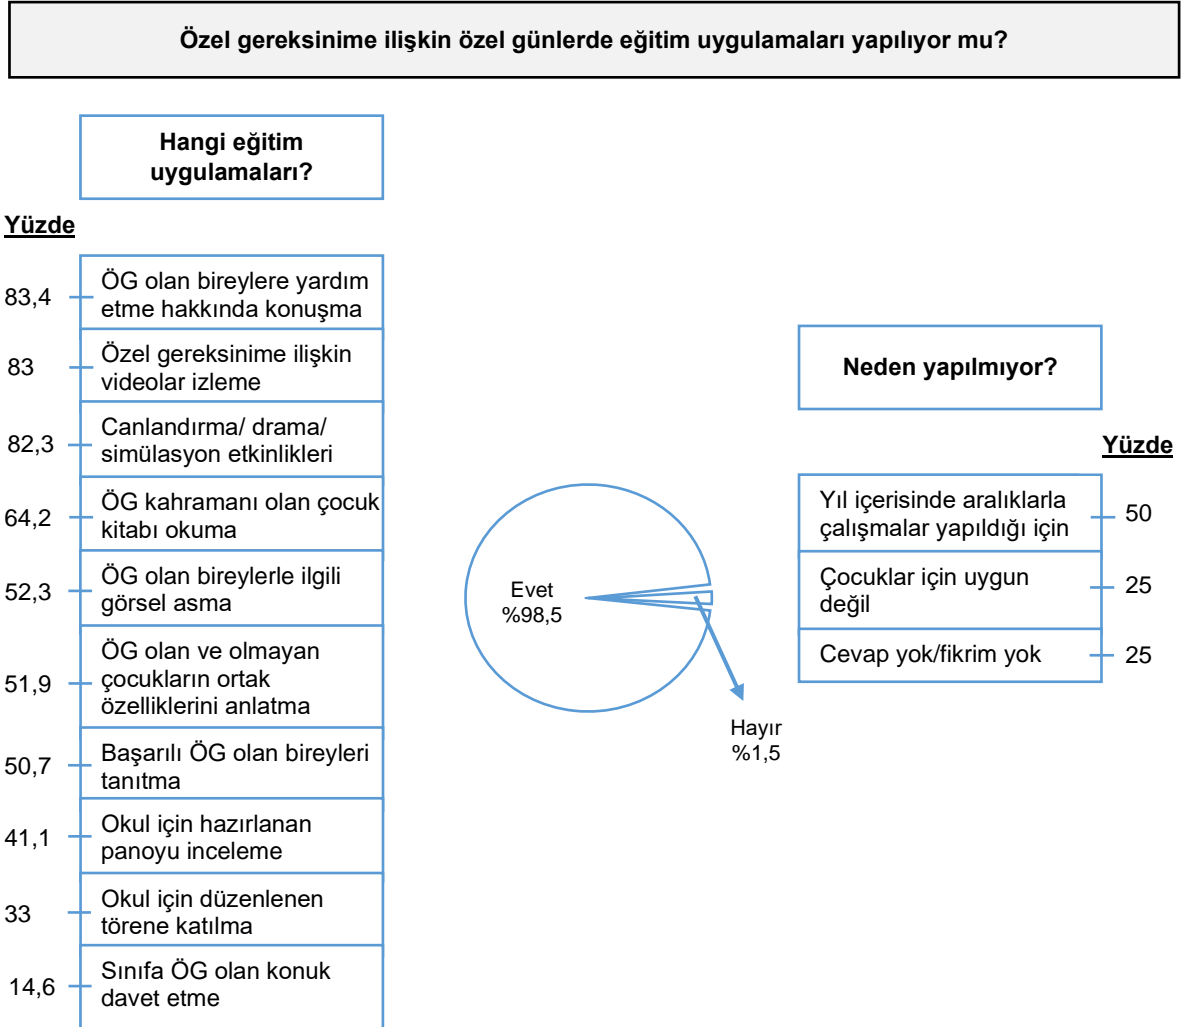 Özel gereksinime ilişkin özel günlerde eğitim uygulamaları yapılıyor mu?
Hangi eğitim
uygulamaları?
Yüzde
83,4
ÖG olan bireylere yardım
etme hakkında konuşma
83
Özel gereksinime ilişkin
videolar izleme
82,3
Canlandırma/ drama/
simülasyon etkinlikleri
64,2
ÖG kahramanı olan çocuk
kitabı okuma
52,3
ÖG olan bireylerle ilgili
görsel asma
51,9
ÖG olan ve olmayan
çocukların ortak
özelliklerini anlatma
50,7
Başarılı ÖG olan bireyleri
tanıtma
41,1
Okul için hazırlanan
panoyu inceleme
33
Okul için düzenlenen
törene katılma
14,6
Sınıfa ÖG olan konuk
davet etme
Evet
%98,5
Hayır
%1,5
Neden yapılmıyor?
Yüzde
Yıl içerisinde aralıklarla
çalışmalar yapıldığı için
50
Çocuklar için uygun
değil
25
Cevap yok/fikrim yok
25